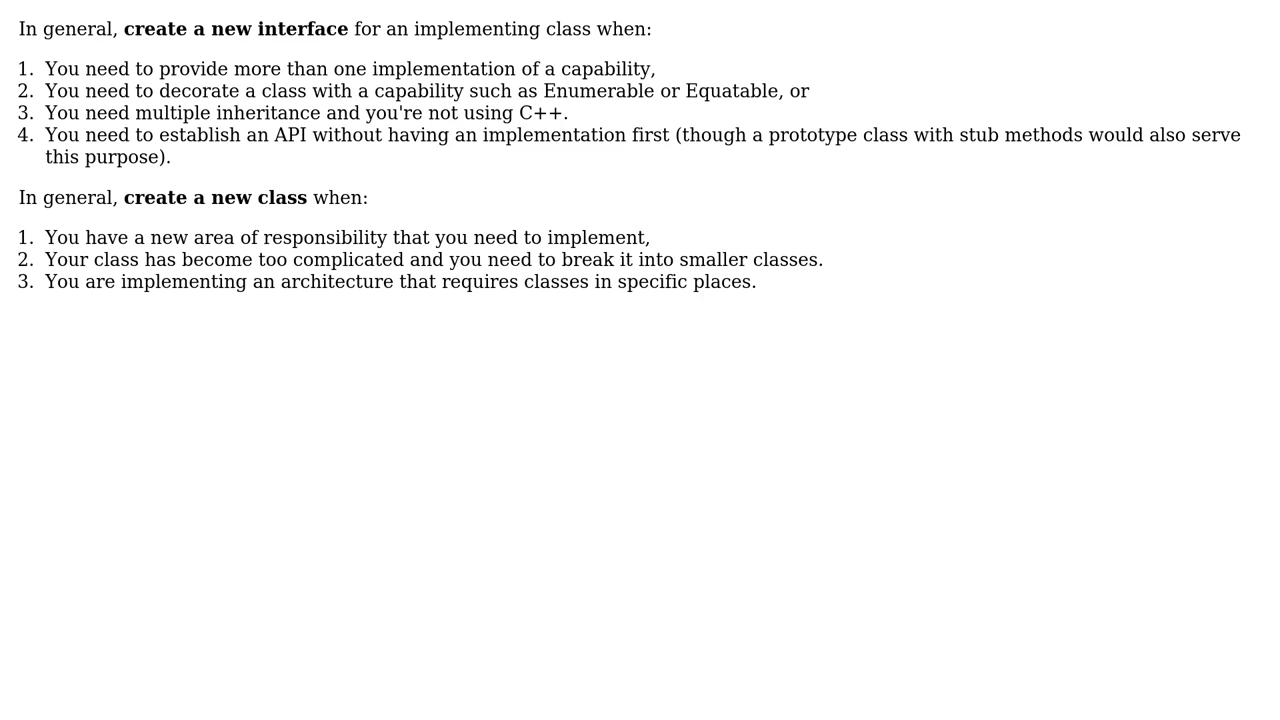 In general, create a new interface for an implementing class when:
1. You need to provide more than one implementation of a capability,
2. You need to decorate a class with a capability such as Enumerable or Equatable, or
3. You need multiple inheritance and you're not using C++.
4. You need to establish an API without having an implementation first (though a prototype class with stub methods would also serve
this purpose).
In general, create a new class when:
1. You have a new area of responsibility that you need to implement,
2. Your class has become too complicated and you need to break it into smaller classes.
3. You are implementing an architecture that requires classes in specific places.